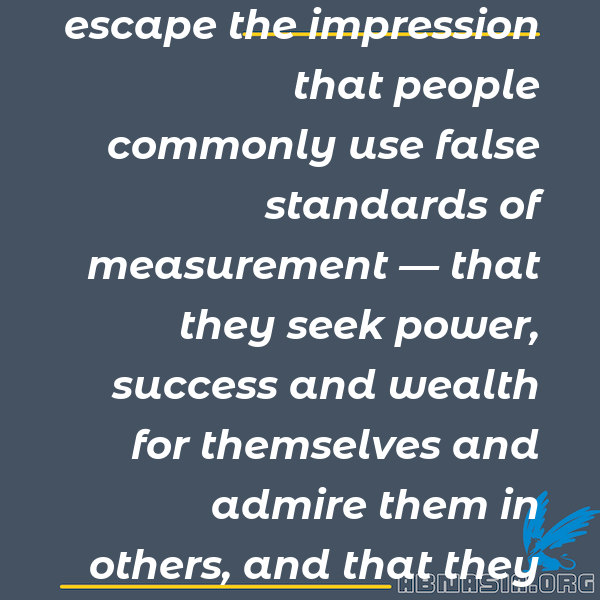 escape the impression
that people
commonly use false
standards of
measurement — that
they seek power,
success and wealth
for themselves and
admire them in
others, and that they
ABNASIA.ORG